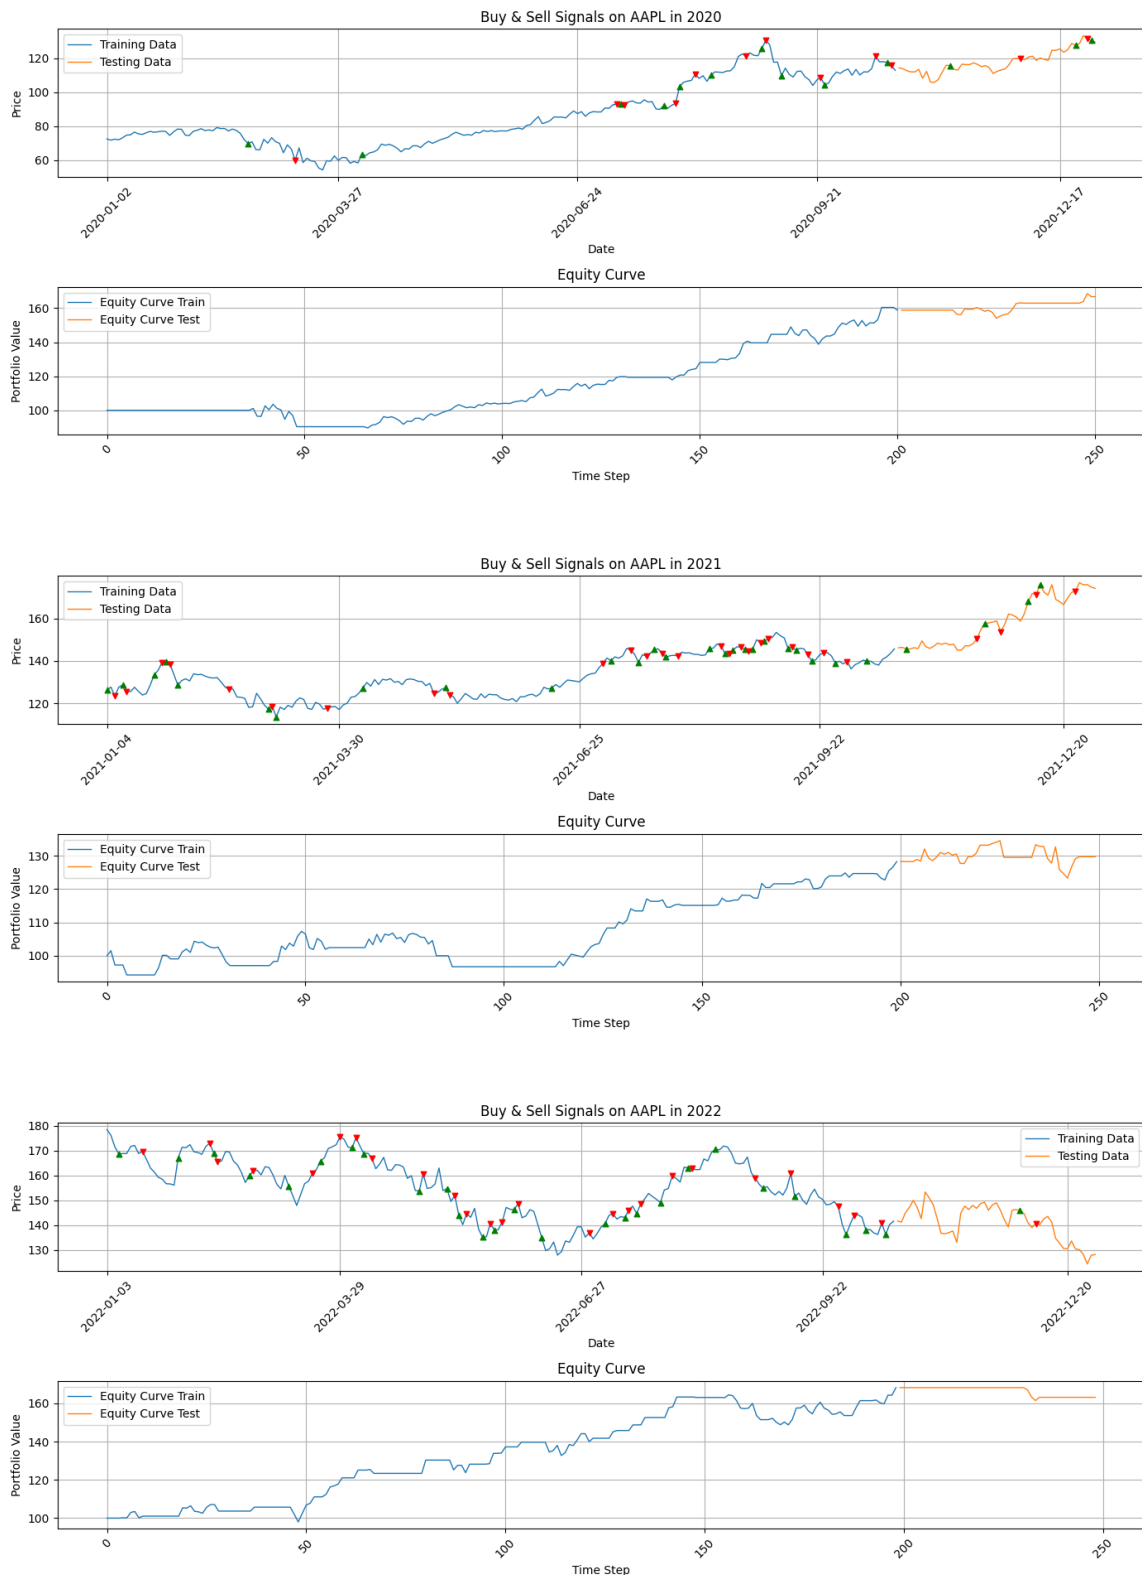 Buy & Sell Signals on AAPL in 2020
Training Data
Testing Data
120
100
80
60
Price
2020-01-02
2020-03-27
2020-06-24
2020-09-21
2020-12-17
Date
Equity Curve
Equity Curve Train
Equity Curve Test
160
140
120
100
Portfolio Value
0
50
100
150
200
250
Time Step
Buy & Sell Signals on AAPL in 2021
Training Data
Testing Data
160
140
120
Price
2021-01-04
2021-03-30
2021-06-25
2021-09-22
2021-12-20
Date
Equity Curve
Equity Curve Train
Equity Curve Test
130
120
110
100
Portfolio Value
0
50
100
150
200
250
Time Step
Buy & Sell Signals on AAPL in 2022
Training Data
Testing Data
180
170
160
150
140
130
Price
2022-01-03
2022-03-29
2022-06-27
2022-09-22
2022-12-20
Date
Equity Curve
Equity Curve Train
Equity Curve Test
160
140
120
100
Portfolio Value
0
50
100
150
200
250
Time Step